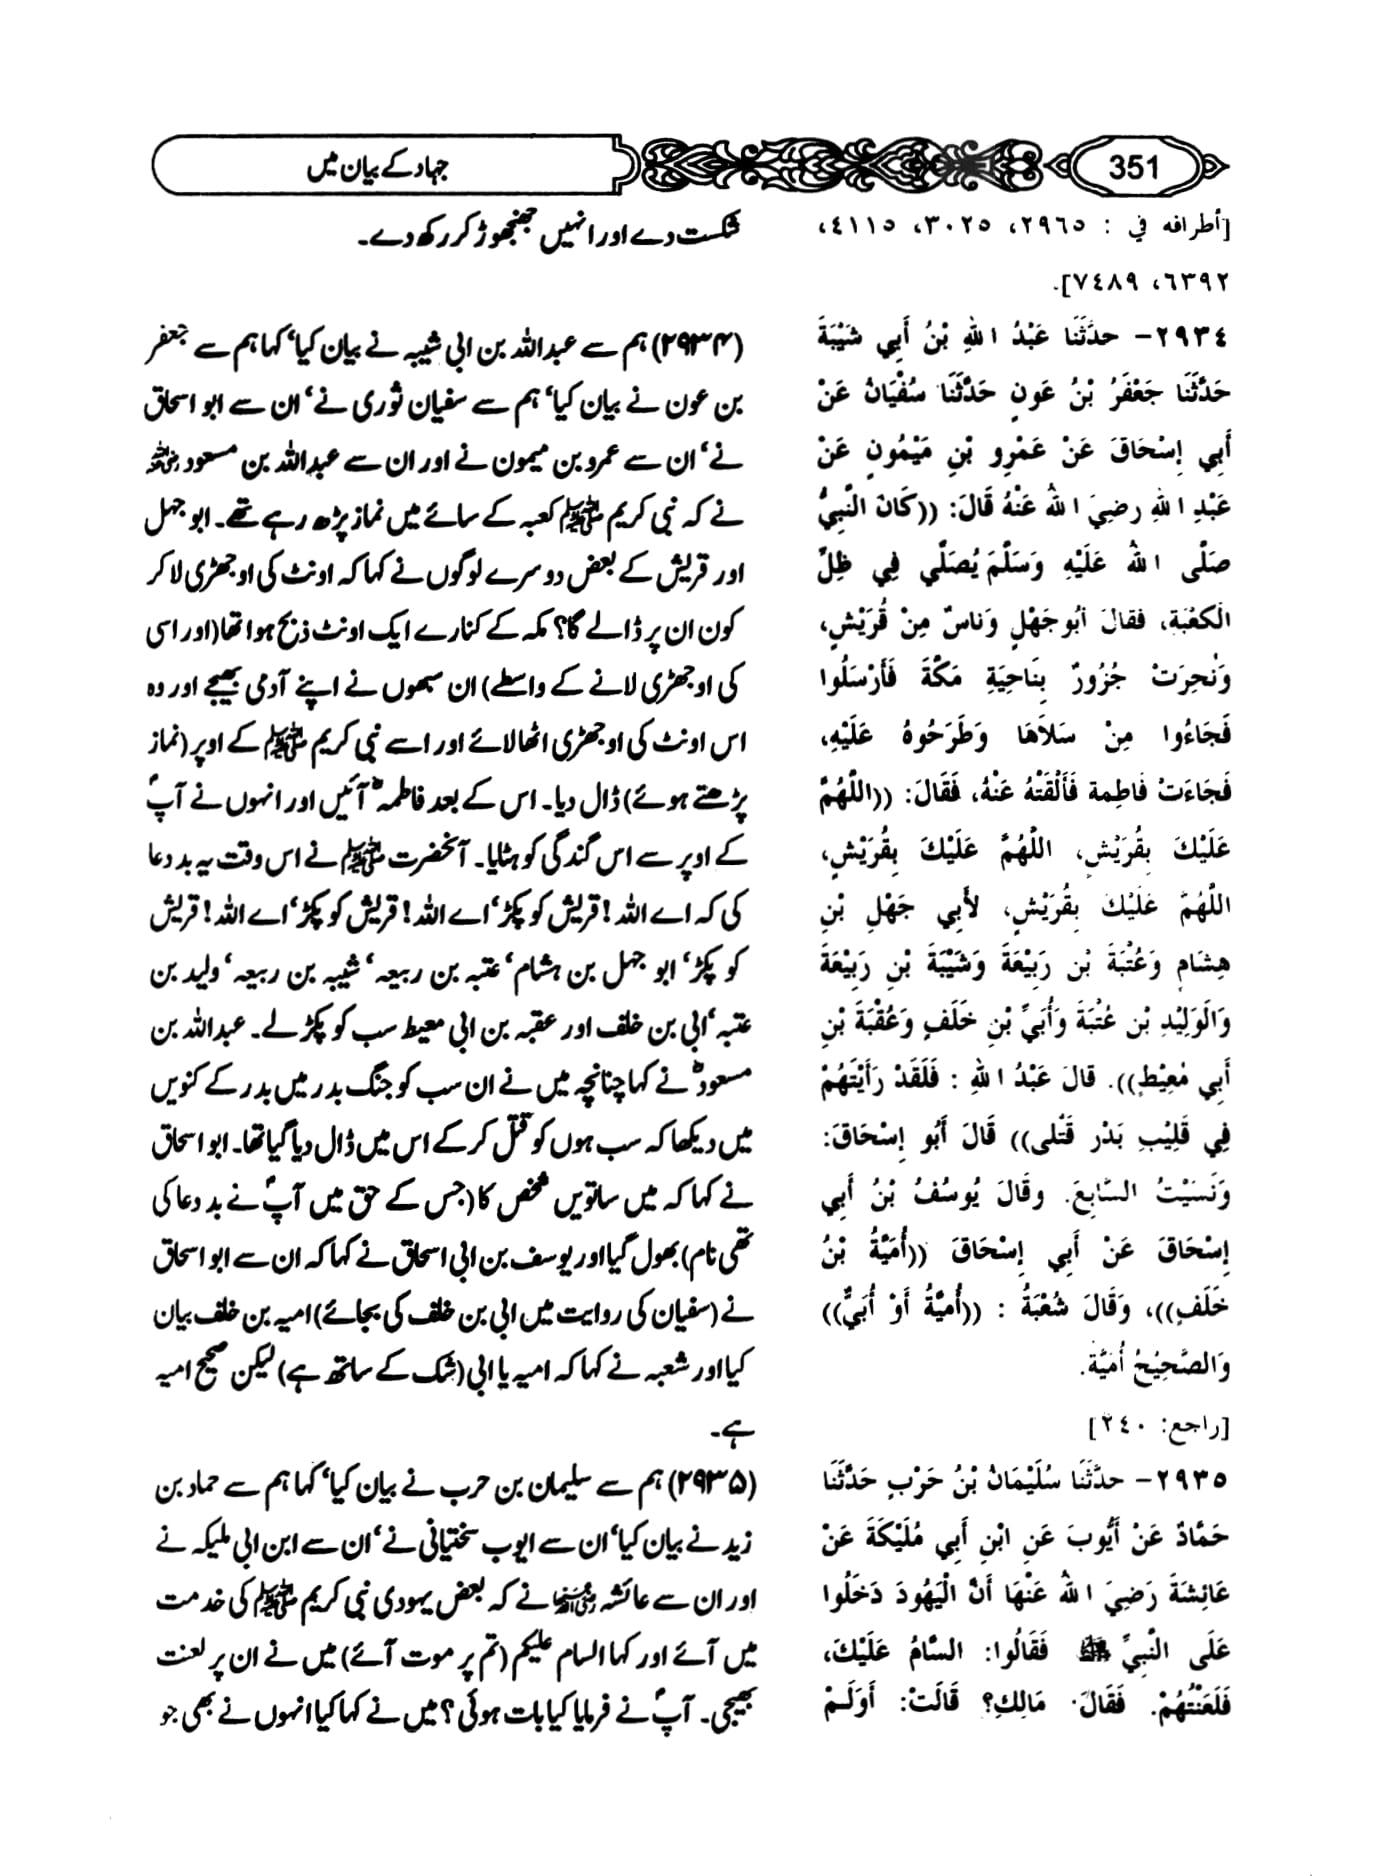 351
جہاد کے بیان میں
[أطرافه في : ٢٩٦٥، ٣٠٢٥، ٤١١٥،
٦٣٩٢، ٧٤٨٩].
٢٩٣٤- حدَّثَنَا عَبْدُ اللهِ بْنُ أَبِي شَيْبَةَ
حَدَّثَنَا جَعْفَرُ بْنُ عَونٍ حَدَّثَنَا سُفْيَانُ عَنْ
أَبِي إِسْحَاقَ عَنْ عَمْرِو بْنِ مَيْمُونٍ عَنْ
عَبْدِ اللهِ رضِيَ اللهُ عَنْهُ قَالَ: ((كَانَ النَّبِيُّ
صَلَّى اللهُ عَلَيْهِ وَسَلَّمَ يُصَلِّي فِي ظِلِّ
الْكَعْبَةِ، فَقَالَ أَبُو جَهْلٍ وَنَاسٌ مِنْ قُرَيْشٍ،
وَنُحِرَتْ جُزُورٌ بِنَاحِيَةِ مَكَّةَ فَأَرْسَلُوا
فَجَاءُوا مِنْ سَلاَهَا وَطَرَحُوهُ عَلَيْهِ،
فَجَاءَتْ فَاطِمة فَأَلْقَتْهُ عَنْهُ، فَقَالَ: ((اللَّهُمَّ
عَلَيْكَ بِقُرَيْشٍ، اللَّهُمَّ عَلَيْكَ بِقُرَيْشٍ،
اللَّهُمَّ عَلَيْكَ بِقُرَيْشٍ، لأَبِي جَهْلِ بْنِ
هِشَامٍ وَعُتْبَةَ بْنِ رَبِيْعَةَ وَشَيْبَةَ بْنِ رَبِيْعَةَ
وَالْوَلِيْدِ بْنِ عُتْبَةَ وَأُبَيِّ بْنِ خَلَفٍ وَعُقْبَةَ بْنِ
أَبِي مُعِيْطٍ)). قَالَ عَبْدُ اللهِ : فَلَقَدْ رَأَيْتَهُمْ
فِي قَلِيْبِ بَدْرٍ قَتْلى)) قَالَ أَبُو إِسْحَاقَ:
وَنَسَيْتُ السَّابِعَ. وَقَالَ يُوسُفُ بْنُ أَبِي
إِسْحَاقَ عَنْ أَبِي إِسْحَاقَ ((أُمَيَّةُ بْنُ
خَلَفٍ))، وَقَالَ شُعْبَةُ : ((أُمَيَّةُ أَوْ أُبَيٌّ))
وَالصَّحِيْحُ أُمَيَّة.
[راجع: ٢٤٠]
٢٩٣٥- حدَّثَنَا سُلَيْمَانُ بْنُ حَرْبٍ حَدَّثَنَا
حَمَّادٌ عَنْ أَيُّوبَ عَنِ ابْنِ أَبِي مُلَيْكَةَ عَنْ
عَائِشَةَ رَضِيَ اللهُ عَنْهَا أَنَّ الْيَهُودَ دَخَلُوا
عَلَى النَّبِيِّ ﷺ فَقَالُوا: السَّامُ عَلَيْكَ،
فَلَعَنْتُهُمْ. فَقَالَ: مَالِكِ؟ قَالَتْ: أَوَلَمْ
شکست دے اور انہیں جھنجھوڑ کر رکھ دے۔
(۲۹۳۴) ہم سے عبداللہ بن ابی شیبہ نے بیان کیا‘ کہا ہم سے جعفر
بن عون نے بیان کیا‘ ہم سے سفیان ثوری نے‘ ان سے ابو اسحاق
نے‘ ان سے عمرو بن میمون نے اور ان سے عبداللہ بن مسعود رضی اللہ عنہ
نے کہ نبی کریم ﷺ کعبہ کے سائے میں نماز پڑھ رہے تھے۔ ابو جہل
اور قریش کے بعض دوسرے لوگوں نے کہا کہ اونٹ کی اوجھڑی لا کر
کون ان پر ڈالے گا؟ مکہ کے کنارے ایک اونٹ ذبح ہوا تھا (اور اسی
کی اوجھڑی لانے کے واسطے) ان سبھوں نے اپنے آدمی بھیجے اور وہ
اس اونٹ کی اوجھڑی اٹھا لائے اور اسے نبی کریم ﷺ کے اوپر (نماز
پڑھتے ہوئے) ڈال دیا۔ اس کے بعد فاطمہؓ آئیں اور انہوں نے آپؐ
کے اوپر سے اس گندگی کو ہٹایا۔ آنحضرت ﷺ نے اس وقت یہ بددعا
کی کہ اے اللہ! قریش کو پکڑ‘ اے اللہ! قریش کو پکڑ‘ اے اللہ! قریش
کو پکڑ‘ ابو جہل بن ہشام‘ عتبہ بن ربیعہ‘ شیبہ بن ربیعہ‘ ولید بن
عتبہ‘ ابی بن خلف اور عقبہ بن ابی معیط سب کو پکڑ لے۔ عبداللہ بن
مسعودؓ نے کہا چنانچہ میں نے ان سب کو جنگ بدر میں بدر کے کنویں
میں دیکھا کہ سبہوں کو قتل کر کے اس میں ڈال دیا گیا تھا۔ ابو اسحاق
نے کہا کہ میں ساتویں شخص کا (جس کے حق میں آپؐ نے بددعا کی
تھی نام) بھول گیا اور یوسف بن ابی اسحاق نے کہا کہ ان سے ابو اسحاق
نے (سفیان کی روایت میں ابی بن خلف کی بجائے) امیہ بن خلف بیان
کیا اور شعبہ نے کہا کہ امیہ یا ابی (شک کے ساتھ ہے) لیکن صحیح امیہ
ہے۔
(۲۹۳۵) ہم سے سلیمان بن حرب نے بیان کیا‘ کہا ہم سے حماد بن
زید نے بیان کیا‘ ان سے ایوب سختیانی نے‘ ان سے ابن ابی ملیکہ نے
اور ان سے عائشہ رضی اللہ عنہا نے کہ بعض یہودی نبی کریم ﷺ کی خدمت
میں آئے اور کہا السام علیکم (تم پر موت آئے) میں نے ان پر لعنت
بھیجی۔ آپؐ نے فرمایا کیا بات ہوئی؟ میں نے کہا کیا انہوں نے بھی جو